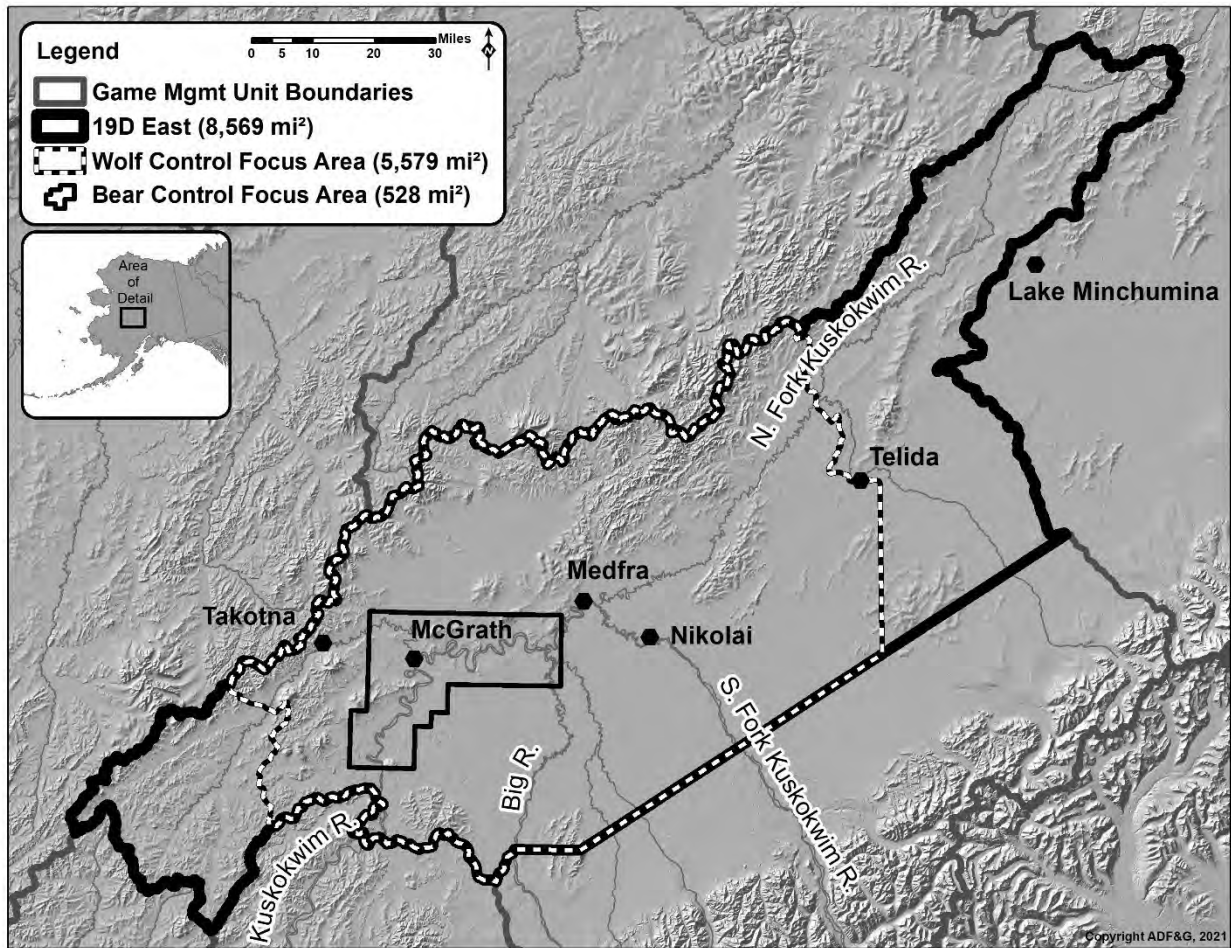 Legend
0 5 10 20 30 Miles
N
Game Mgmt Unit Boundaries
19D East (8,569 mi²)
Wolf Control Focus Area (5,579 mi²)
Bear Control Focus Area (528 mi²)
Area
of
Detail
Lake Minchumina
N. Fork Kuskokwim R.
Telida
Medfra
Takotna
McGrath
Nikolai
S. Fork Kuskokwim R.
Big R.
Kuskokwim R.
Copyright ADF&G, 2021